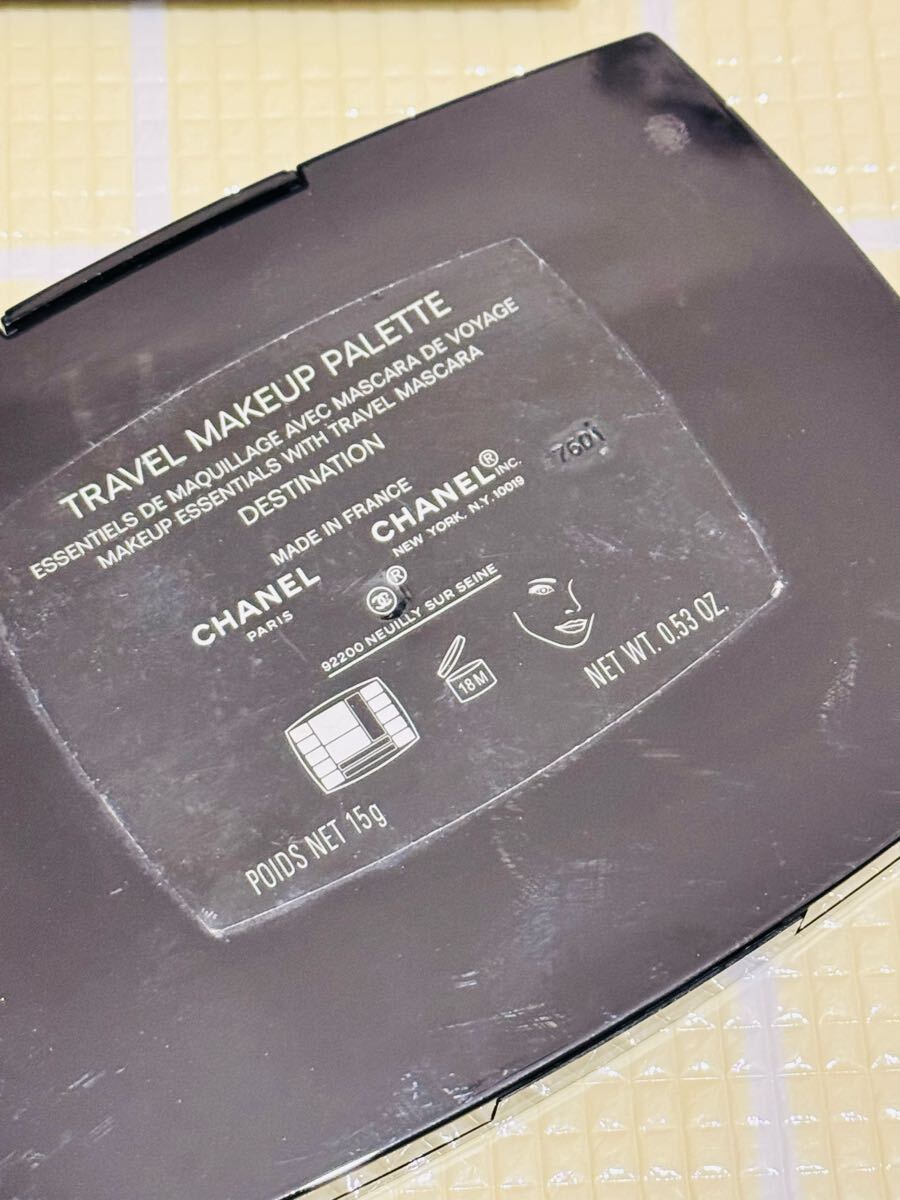 TRAVEL MAKEUP PALETTE
ESSENTIELS DE MAQUILLAGE AVEC MASCARA DE VOYAGE
MAKEUP ESSENTIALS WITH TRAVEL MASCARA
DESTINATION
7601
MADE IN FRANCE
CHANEL CHANEL® INC.
PARIS ® NEW YORK, N.Y. 10019
92200 NEUILLY SUR SEINE
18M
NET WT. 0.53 OZ.
POIDS NET 15g